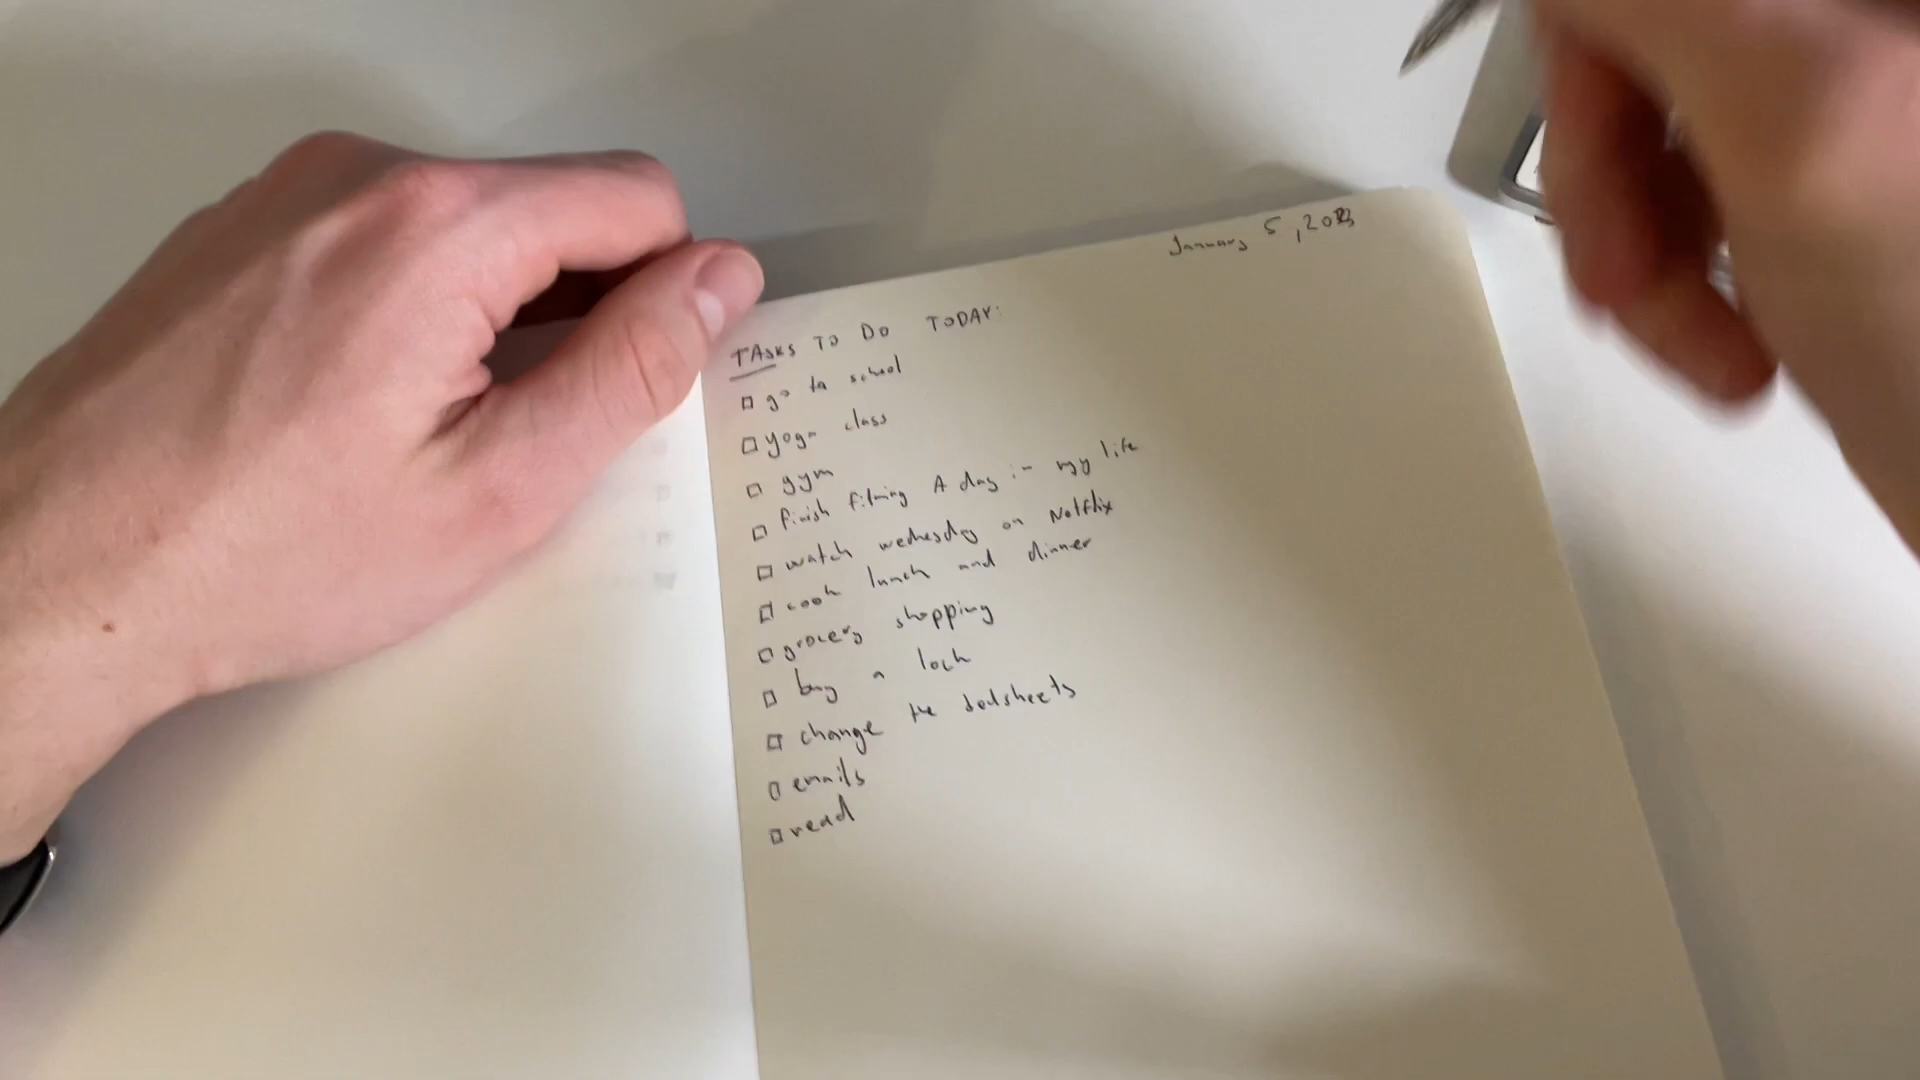 January 5, 2023
TASKS TO DO TODAY:
go to school
yoga class
gym
finish filming A day in my life
watch wednesday on Netflix
cook lunch and dinner
grocery shopping
buy a lock
change the bedsheets
emails
read